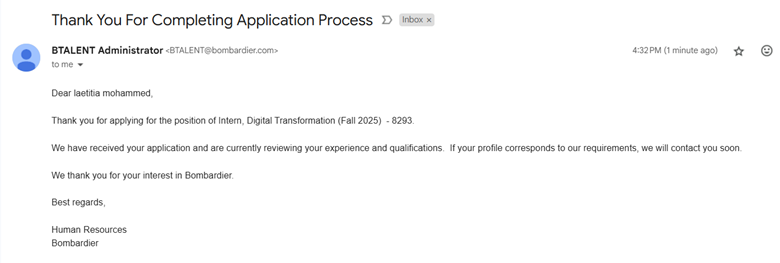 Thank You For Completing Application Process Inbox ×
BTALENT Administrator <BTALENT@bombardier.com> 4:32 PM (1 minute ago)
to me
Dear laetitia mohammed,
Thank you for applying for the position of Intern, Digital Transformation (Fall 2025)  - 8293.
We have received your application and are currently reviewing your experience and qualifications.  If your profile corresponds to our requirements, we will contact you soon.
We thank you for your interest in Bombardier.
Best regards,
Human Resources
Bombardier